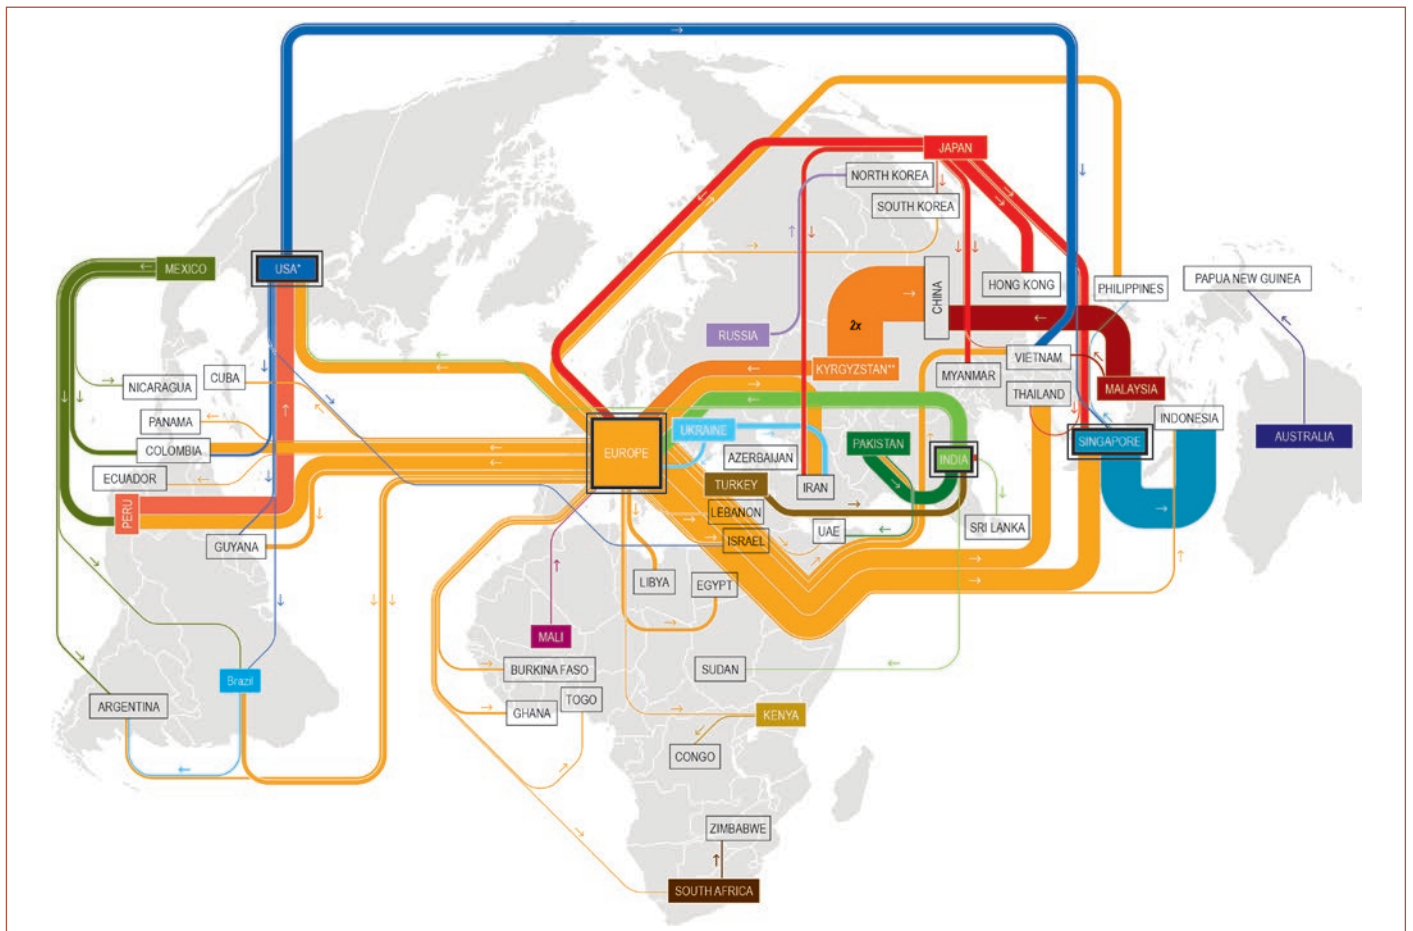 JAPAN
NORTH KOREA
SOUTH KOREA
MEXICO
USA*
CHINA
HONG KONG
PHILIPPINES
PAPUA NEW GUINEA
2x
RUSSIA
VIETNAM
KYRGYZSTAN**
MYANMAR
NICARAGUA
CUBA
THAILAND
MALAYSIA
PANAMA
INDONESIA
UKRAINE
AUSTRALIA
COLOMBIA
EUROPE
PAKISTAN
SINGAPORE
AZERBAIJAN
INDIA
ECUADOR
TURKEY
IRAN
PERU
LEBANON
SRI LANKA
UAE
GUYANA
ISRAEL
LIBYA
EGYPT
MALI
BURKINA FASO
SUDAN
Brazil
ARGENTINA
TOGO
GHANA
KENYA
CONGO
ZIMBABWE
SOUTH AFRICA